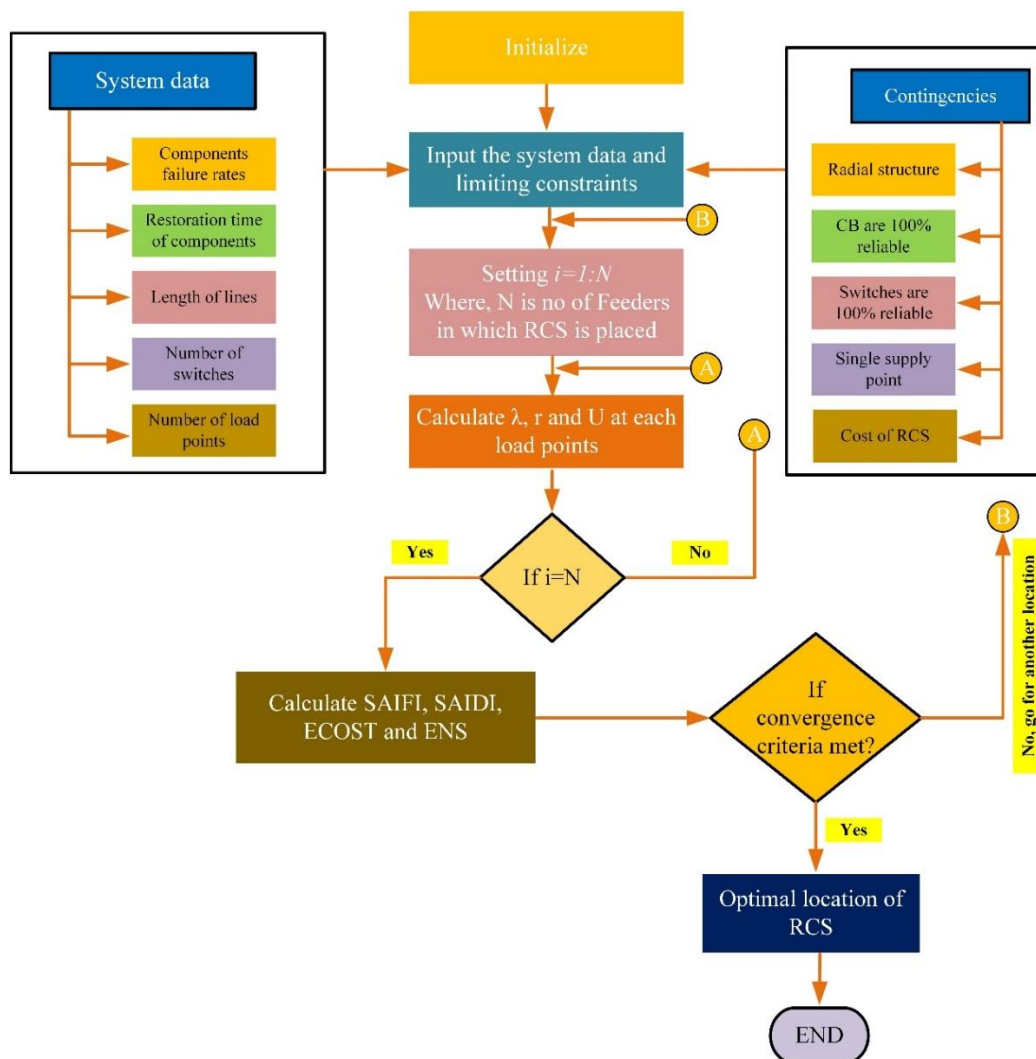 System data
Components
failure rates
Restoration time
of components
Length of lines
Number of
switches
Number of load
points
Initialize
Input the system data and
limiting constraints
B
Setting i=1:N
Where, N is no of Feeders
in which RCS is placed
A
Calculate λ, r and U at each
load points
Contingencies
Radial structure
CB are 100%
reliable
Switches are
100% reliable
Single supply
point
Cost of RCS
A
B
Yes
If i=N
No
No, go for another location
Calculate SAIFI, SAIDI,
ECOST and ENS
If
convergence
criteria met?
Yes
Optimal location of
RCS
END